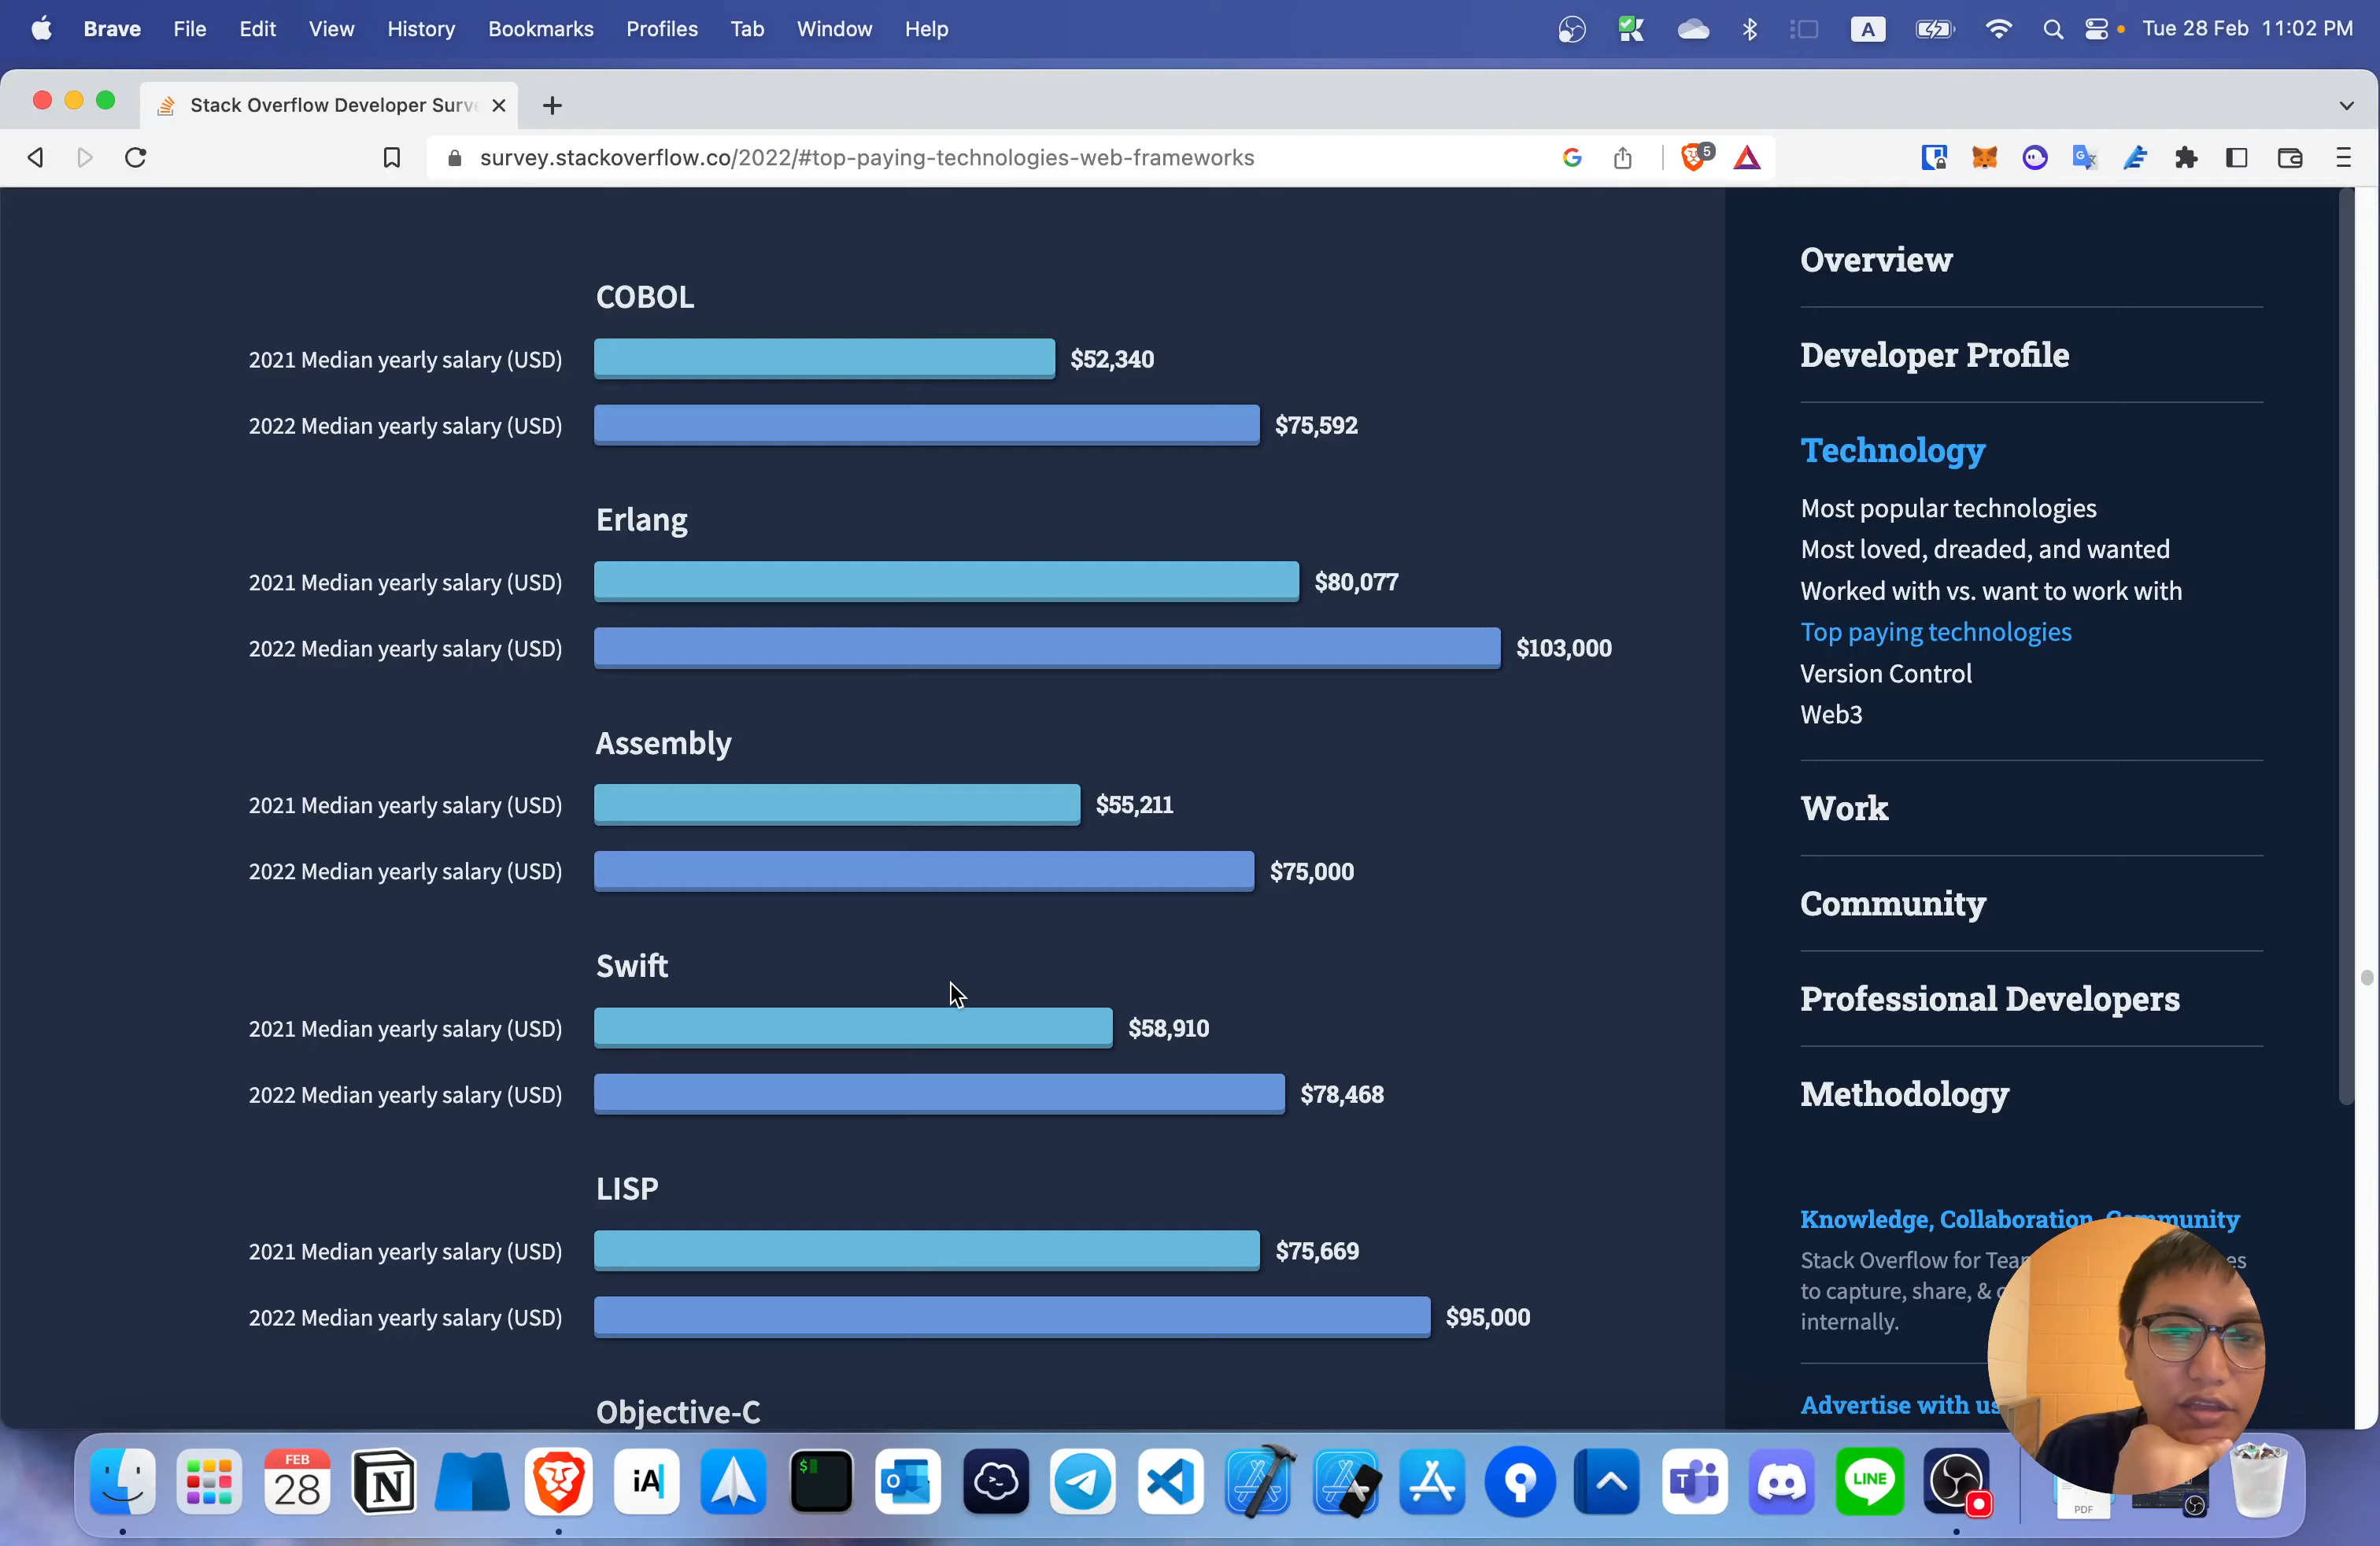 Brave File Edit View History Bookmarks Profiles Tab Window Help A Tue 28 Feb 11:02 PM
Stack Overflow Developer Surv
survey.stackoverflow.co/2022/#top-paying-technologies-web-frameworks 5
COBOL
2021 Median yearly salary (USD) $52,340
2022 Median yearly salary (USD) $75,592
Erlang
2021 Median yearly salary (USD) $80,077
2022 Median yearly salary (USD) $103,000
Assembly
2021 Median yearly salary (USD) $55,211
2022 Median yearly salary (USD) $75,000
Swift
2021 Median yearly salary (USD) $58,910
2022 Median yearly salary (USD) $78,468
LISP
2021 Median yearly salary (USD) $75,669
2022 Median yearly salary (USD) $95,000
Objective-C
Overview
Developer Profile
Technology
Most popular technologies
Most loved, dreaded, and wanted
Worked with vs. want to work with
Top paying technologies
Version Control
Web3
Work
Community
Professional Developers
Methodology
Knowledge, Collaboration,
Stack Overflow for
to capture, share, &
internally.
Advertise with us
FEB
28
iA
LINE
PDF